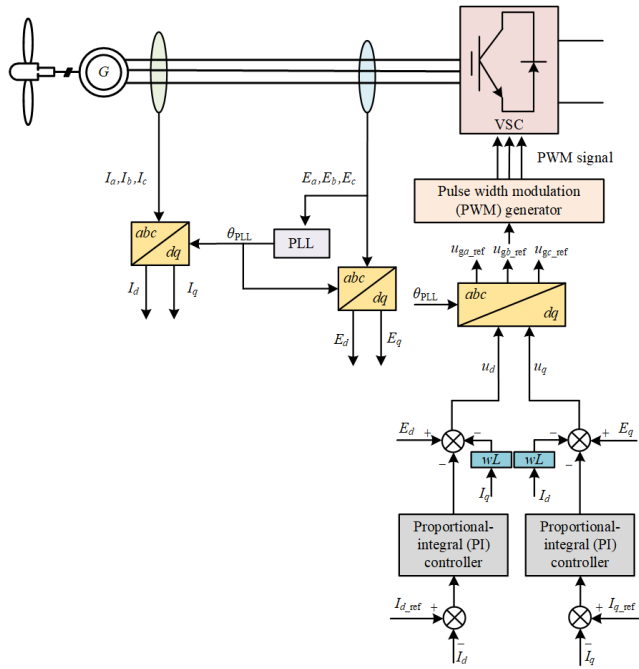 G
VSC
PWM signal
I_a,I_b,I_c
E_a,E_b,E_c
Pulse width modulation
(PWM) generator
θ_PLL
PLL
abc
dq
u_ga_ref
u_gb_ref
u_gc_ref
abc
dq
I_d
I_q
θ_PLL
abc
dq
E_d
E_q
u_d
u_q
E_d
+
−
−
+
E_q
−
wL
wL
−
I_q
I_d
Proportional-
integral (PI)
controller
Proportional-
integral (PI)
controller
I_d_ref
+
+
I_q_ref
−
I_d
−
I_q